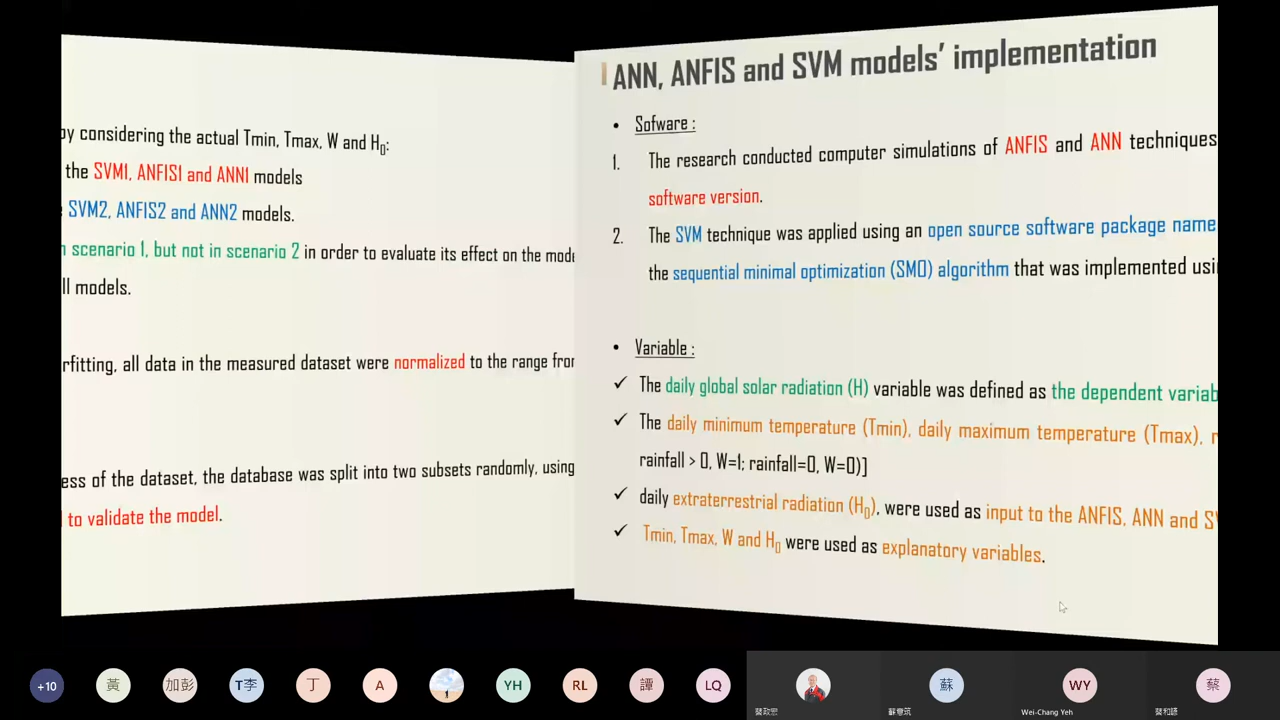 by considering the actual Tmin, Tmax, W and H0:
the SVM1, ANFIS1 and ANN1 models
SVM2, ANFIS2 and ANN2 models.
scenario 1, but not in scenario 2 in order to evaluate its effect on the mode
ll models.
rfitting, all data in the measured dataset were normalized to the range from
ess of the dataset, the database was split into two subsets randomly, using
to validate the model.
ANN, ANFIS and SVM models’ implementation
• Sofware :
1. The research conducted computer simulations of ANFIS and ANN techniques
software version.
2. The SVM technique was applied using an open source software package name
the sequential minimal optimization (SMO) algorithm that was implemented usi
• Variable :
✓ The daily global solar radiation (H) variable was defined as the dependent variab
✓ The daily minimum temperature (Tmin), daily maximum temperature (Tmax), r
rainfall > 0, W=1; rainfall=0, W=0)]
✓ daily extraterrestrial radiation (H0), were used as input to the ANFIS, ANN and SV
✓ Tmin, Tmax, W and H0 were used as explanatory variables.
+10 黃 加彭 T李 丁 A YH RL 譚 LQ 蘇 WY 蔡
Wei-Chang Yeh